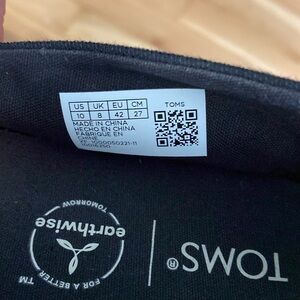 US UK EU CM
10 8 42 27
TOMS
MADE IN CHINA
HECHO EN CHINA
FABRIQUÉ EN
CHINE
earthwise
FOR A BETTER TOMORROW
TM
TOMS®